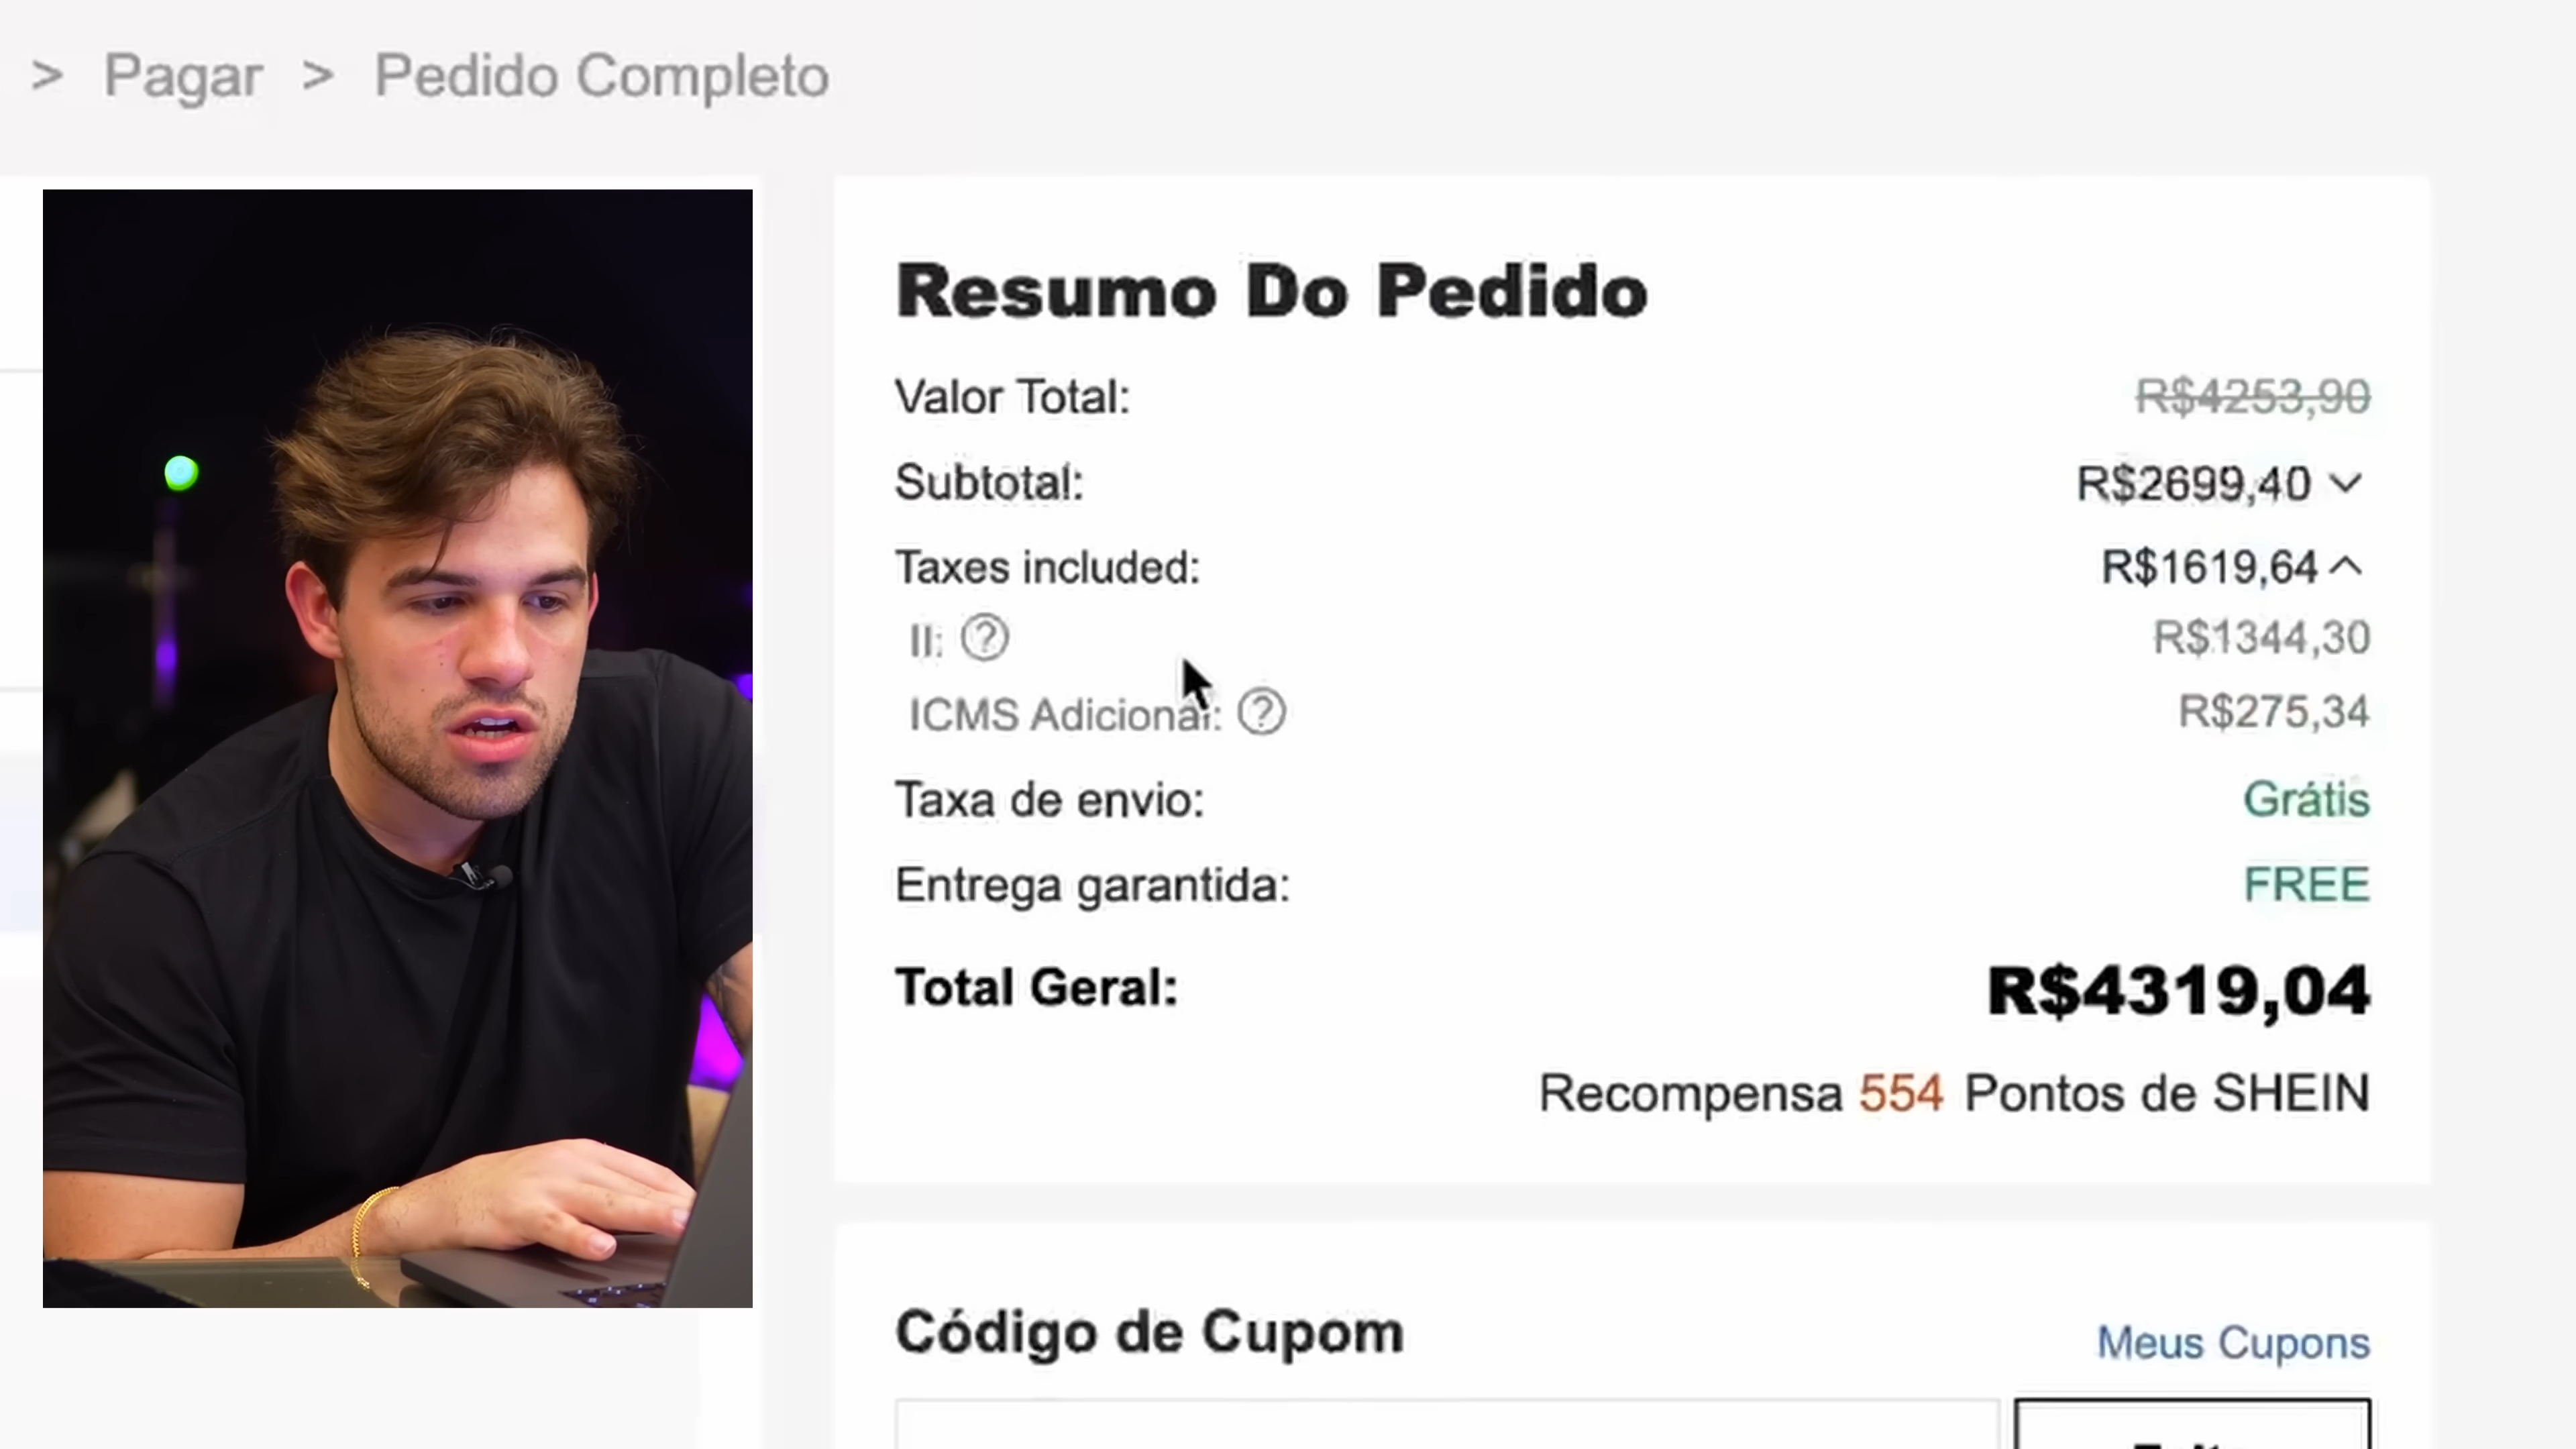 > Pagar > Pedido Completo
Resumo Do Pedido
Valor Total: R$4253,90
Subtotal: R$2699,40
Taxes included: R$1619,64
II: ? R$1344,30
ICMS Adicional: ? R$275,34
Taxa de envio: Grátis
Entrega garantida: FREE
Total Geral: R$4319,04
Recompensa 554 Pontos de SHEIN
Código de Cupom Meus Cupons